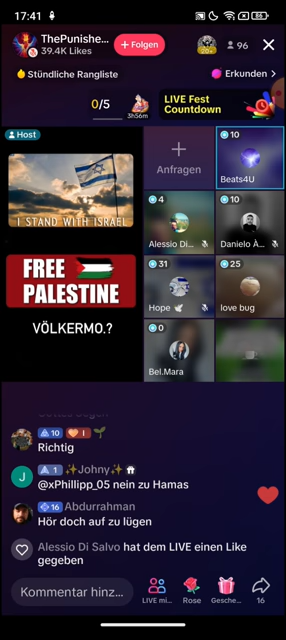 17:41
86
ThePunishe...
39.4K Likes
+ Folgen
96
Stündliche Rangliste
Erkunden >
0/5
3h56m
LIVE Fest
Countdown
Host
I STAND WITH ISRAEL
FREE
PALESTINE
VÖLKERMO.?
Anfragen
10
Beats4U
4
Alessio Di...
10
Danielo À...
31
Hope 🕊
25
love bug
0
Bel.Mara
10 I
Richtig
J
1 ✨Johny✨
@xPhillipp_05 nein zu Hamas
16 Abdurrahman
Hör doch auf zu lügen
Alessio Di Salvo hat dem LIVE einen Like
gegeben
Kommentar hinz...
LIVE mi...
Rose
Gesche...
16